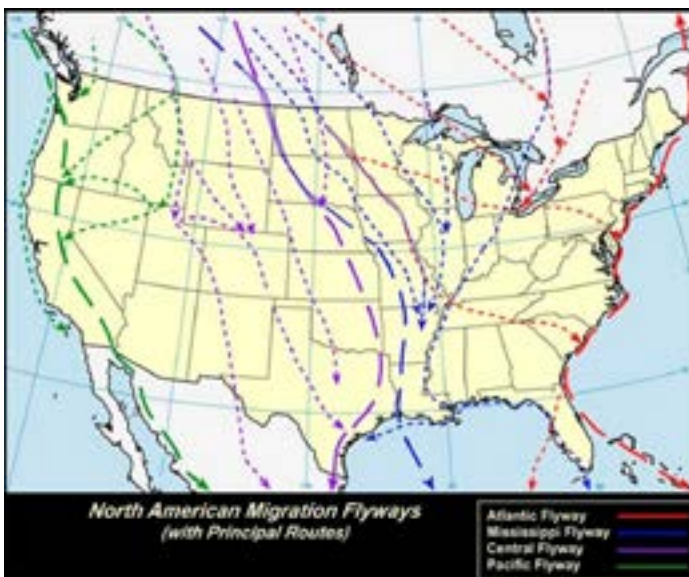 North American Migration Flyways
(with Principal Routes)
Atlantic Flyway
Mississippi Flyway
Central Flyway
Pacific Flyway